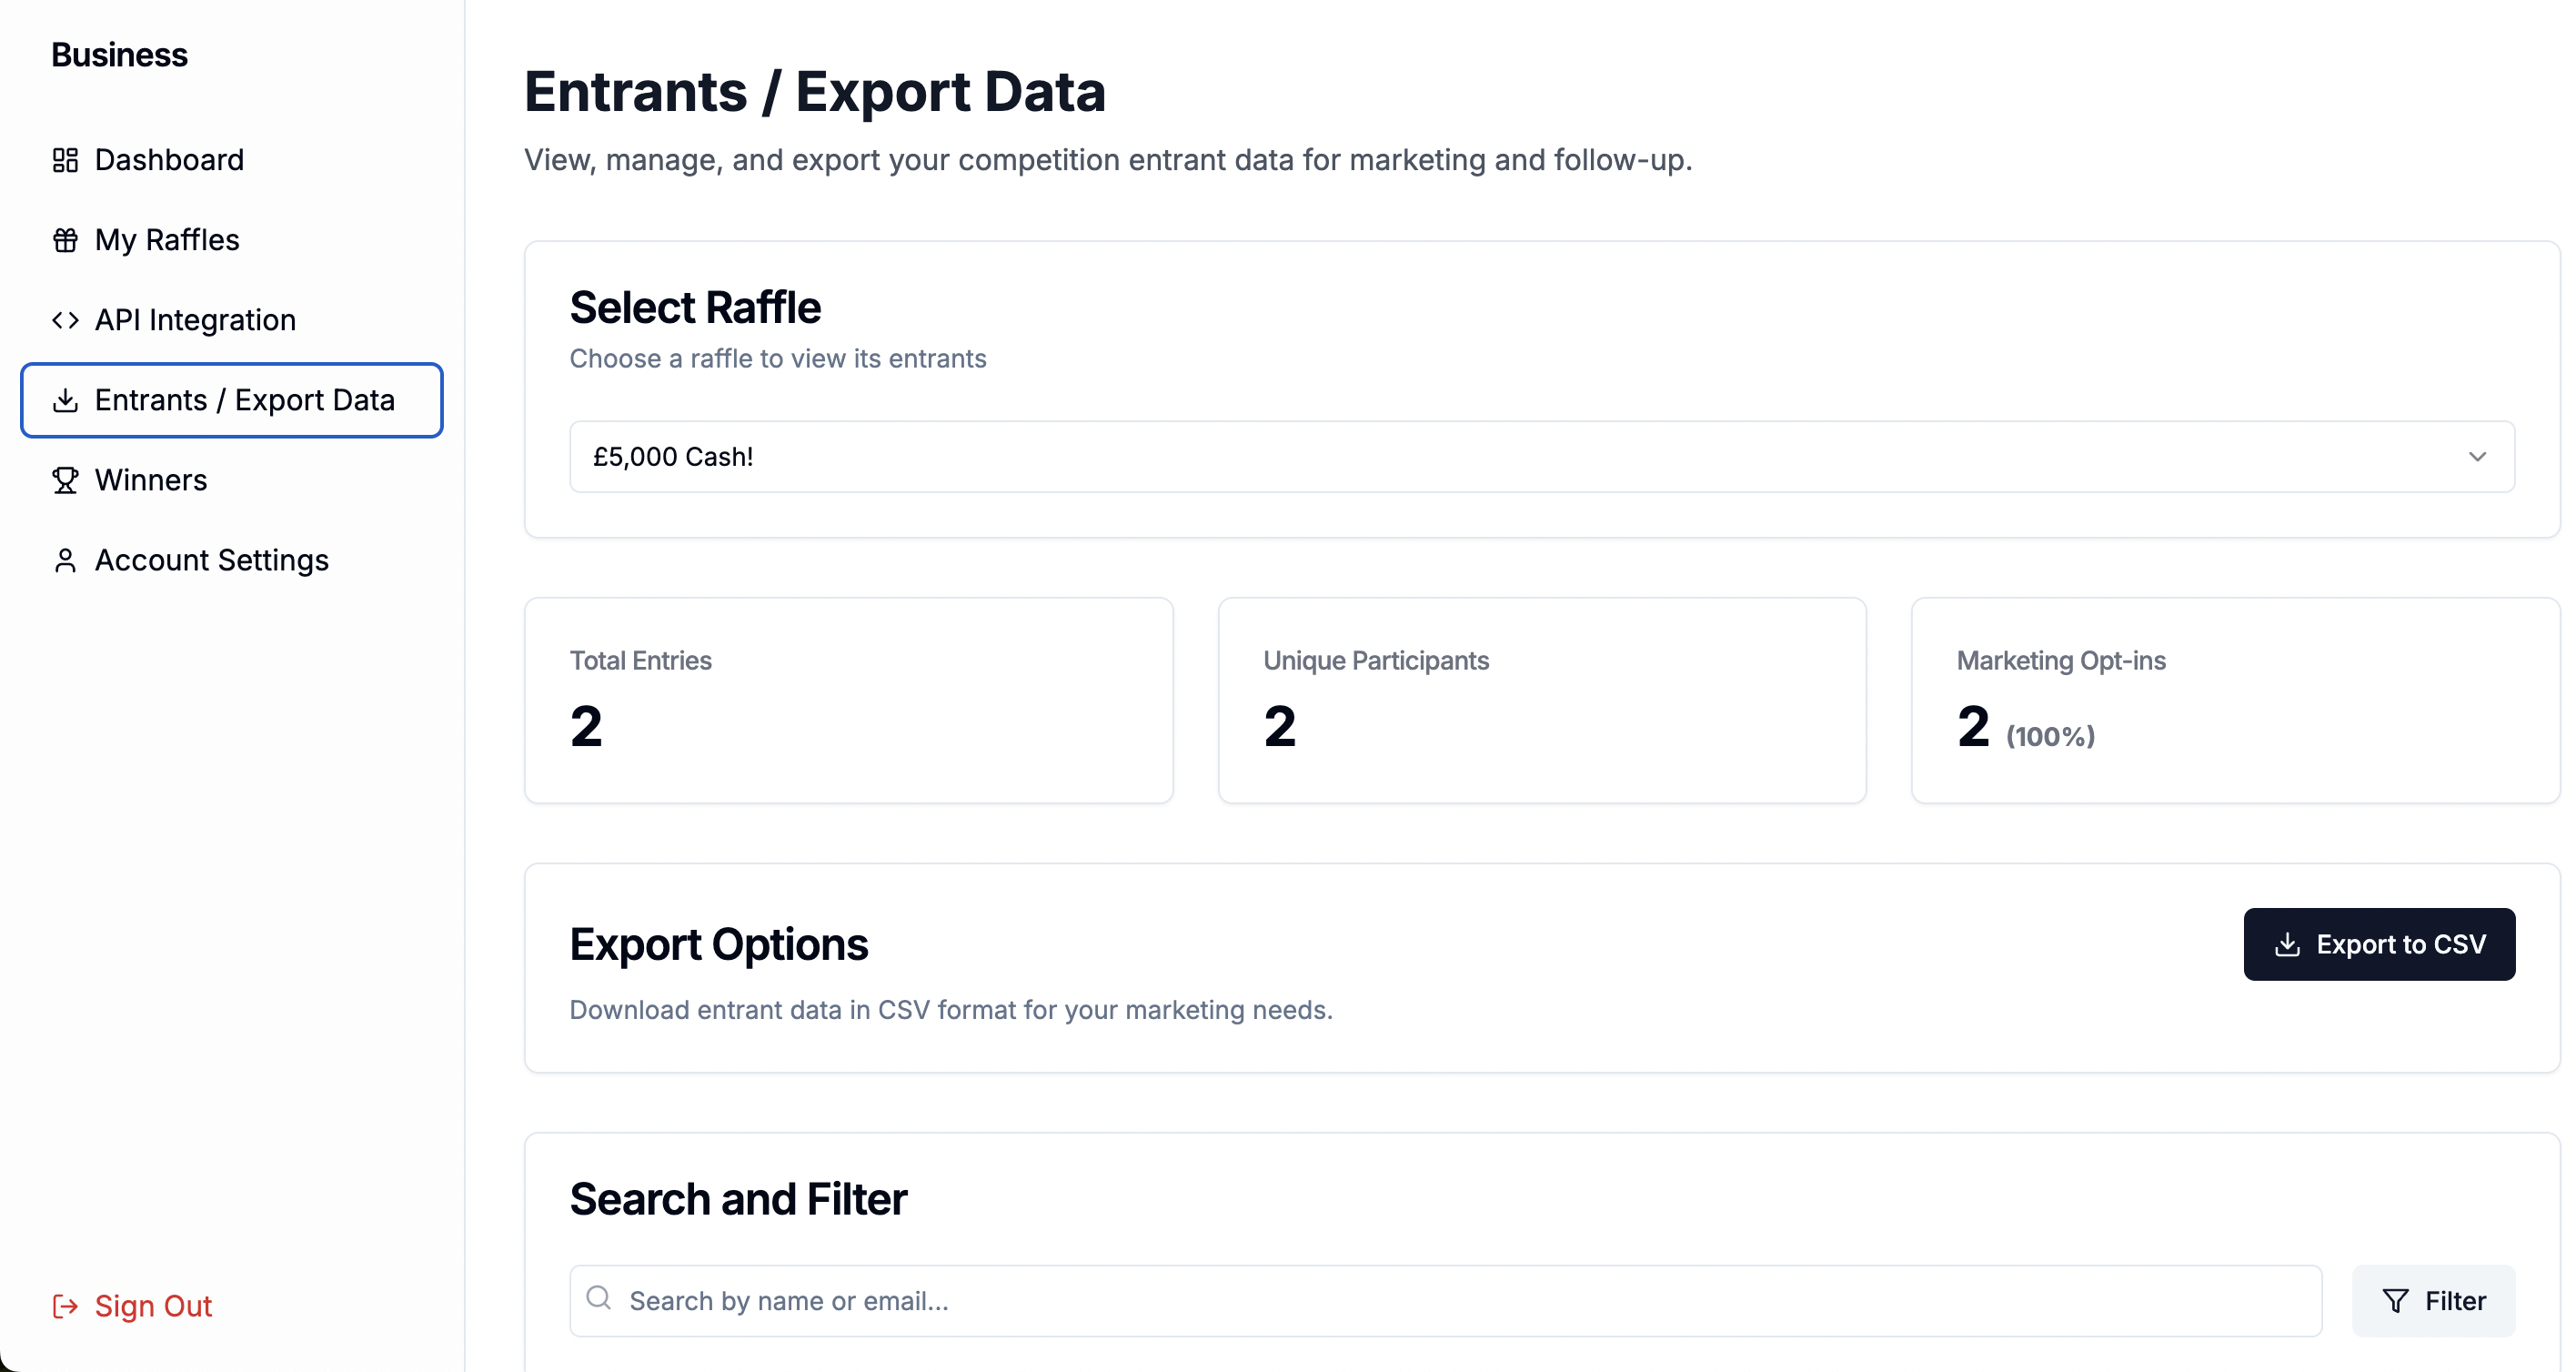 Business
Dashboard
My Raffles
API Integration
Entrants / Export Data
Winners
Account Settings
Sign Out
Entrants / Export Data
View, manage, and export your competition entrant data for marketing and follow-up.
Select Raffle
Choose a raffle to view its entrants
£5,000 Cash!
Total Entries
2
Unique Participants
2
Marketing Opt-ins
2 (100%)
Export Options
Export to CSV
Download entrant data in CSV format for your marketing needs.
Search and Filter
Search by name or email...
Filter